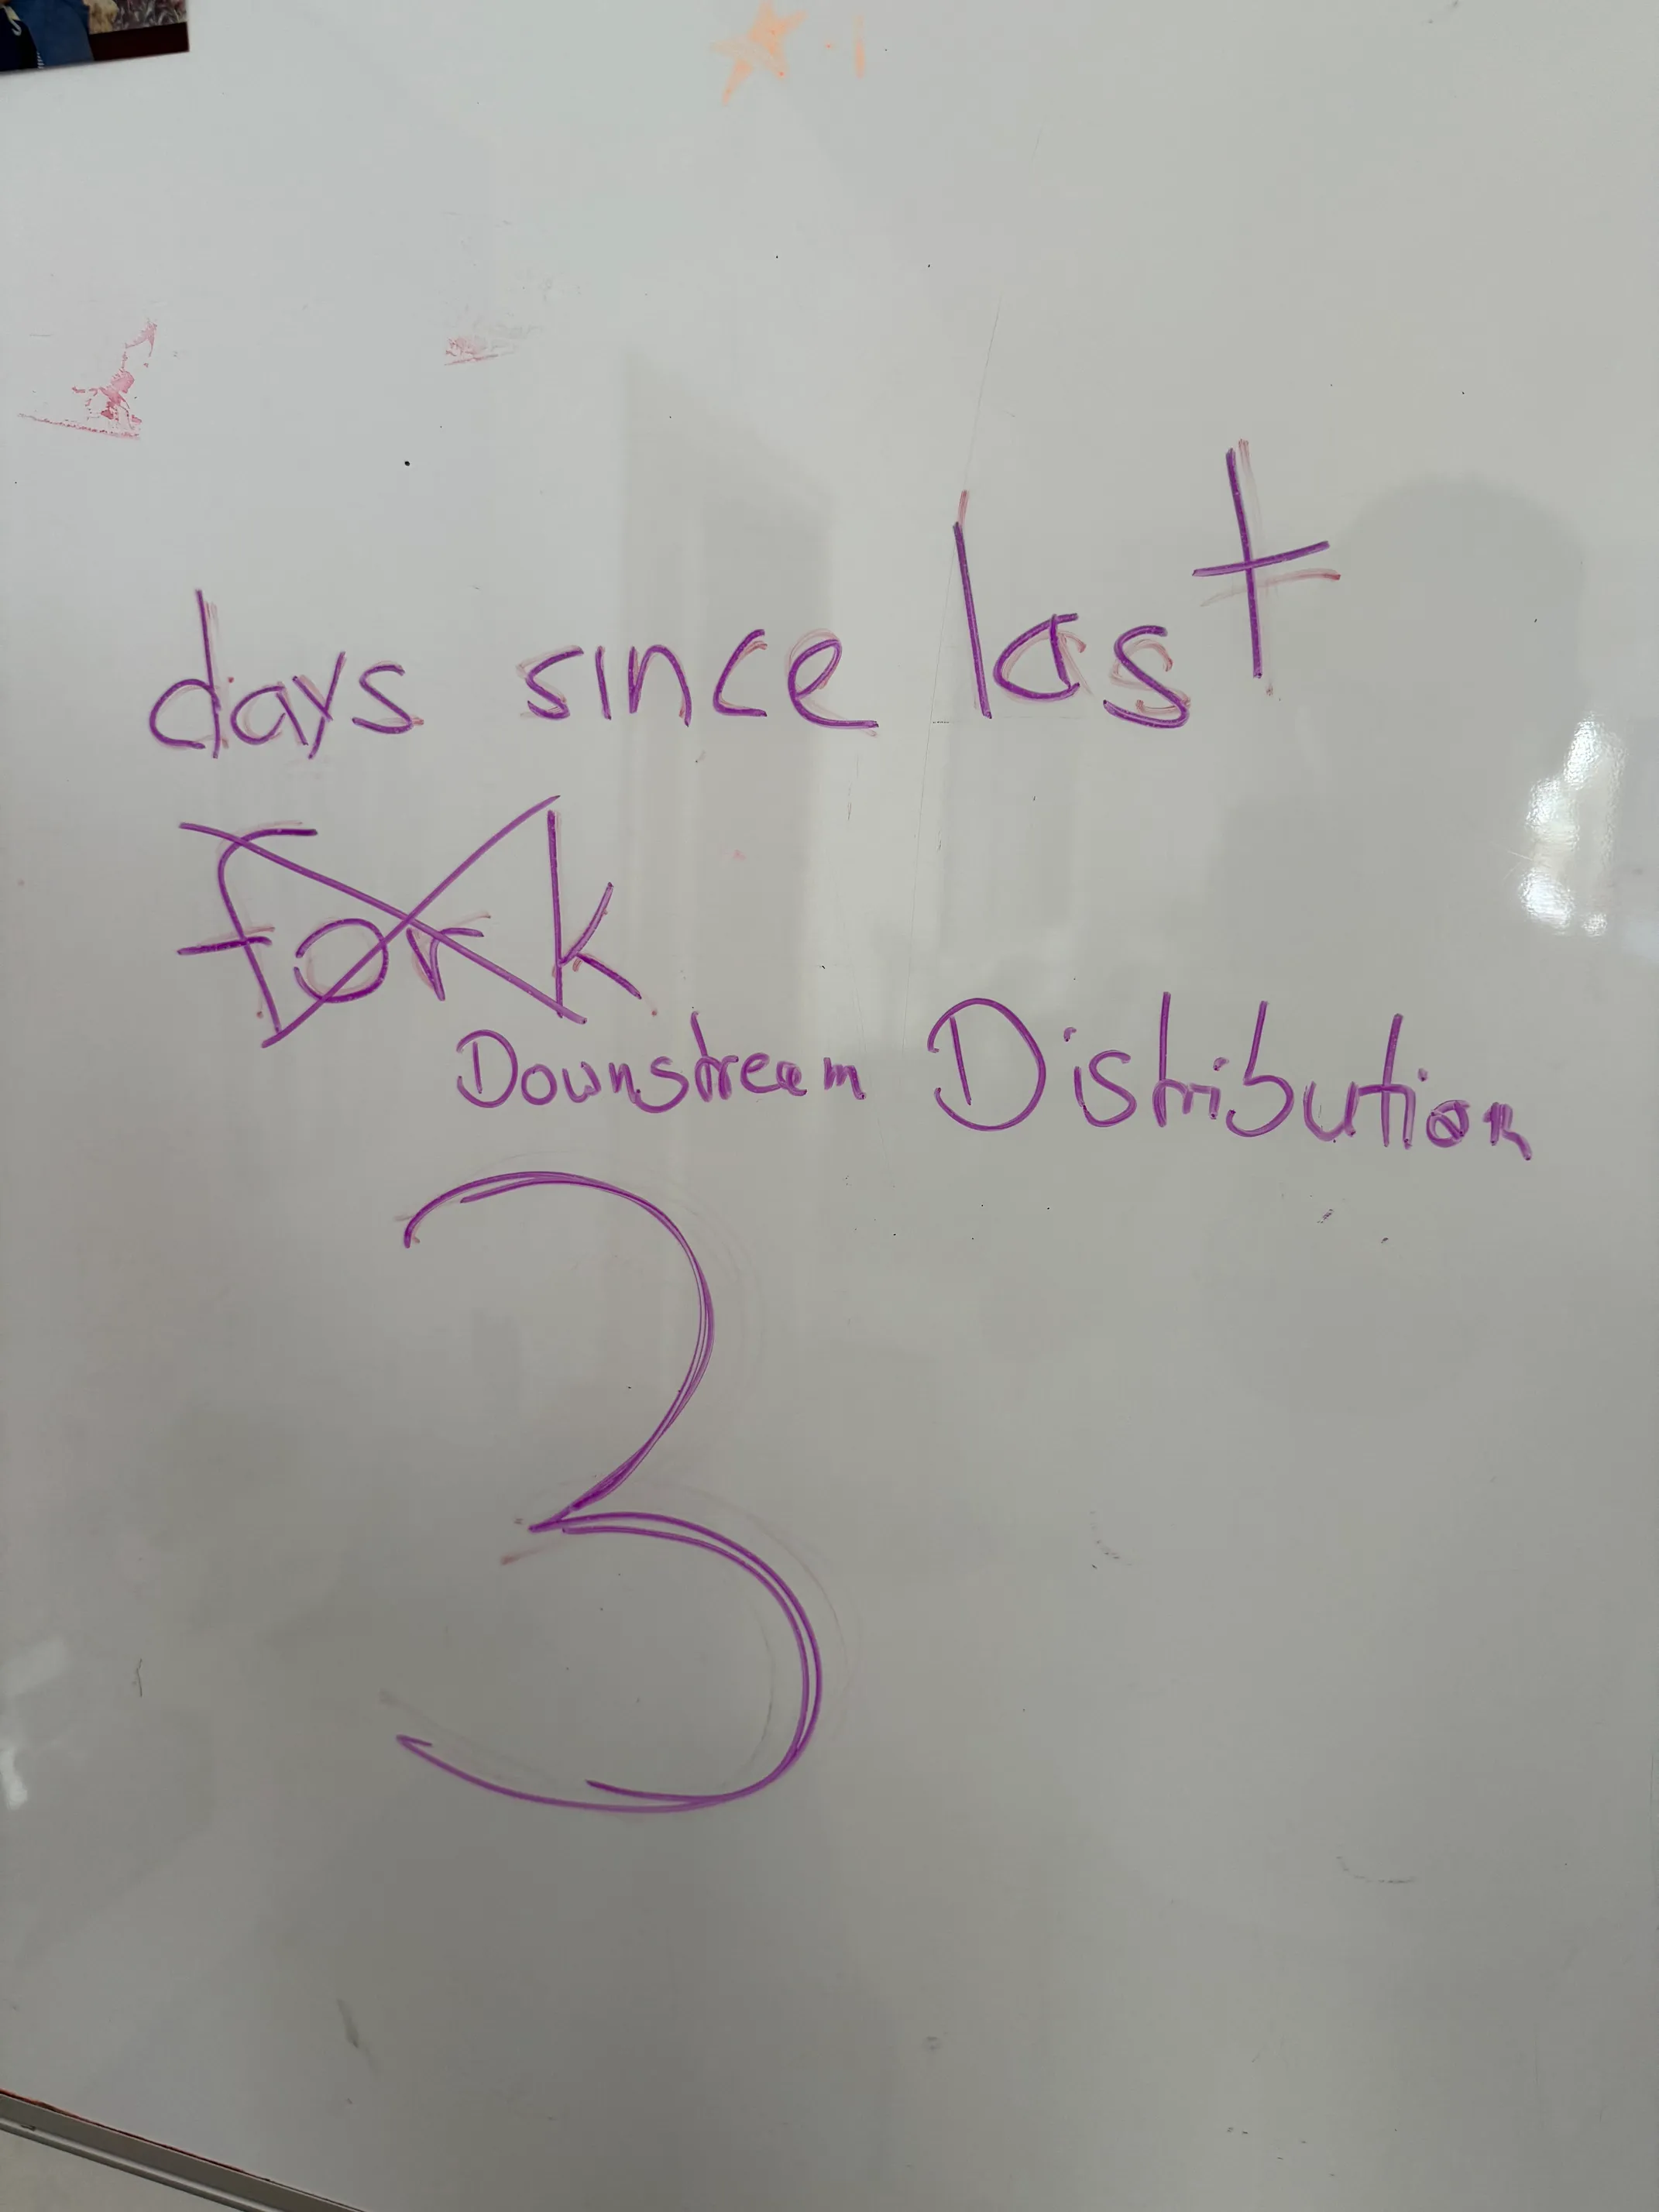 days since last
fork
Downstream Distribution
3